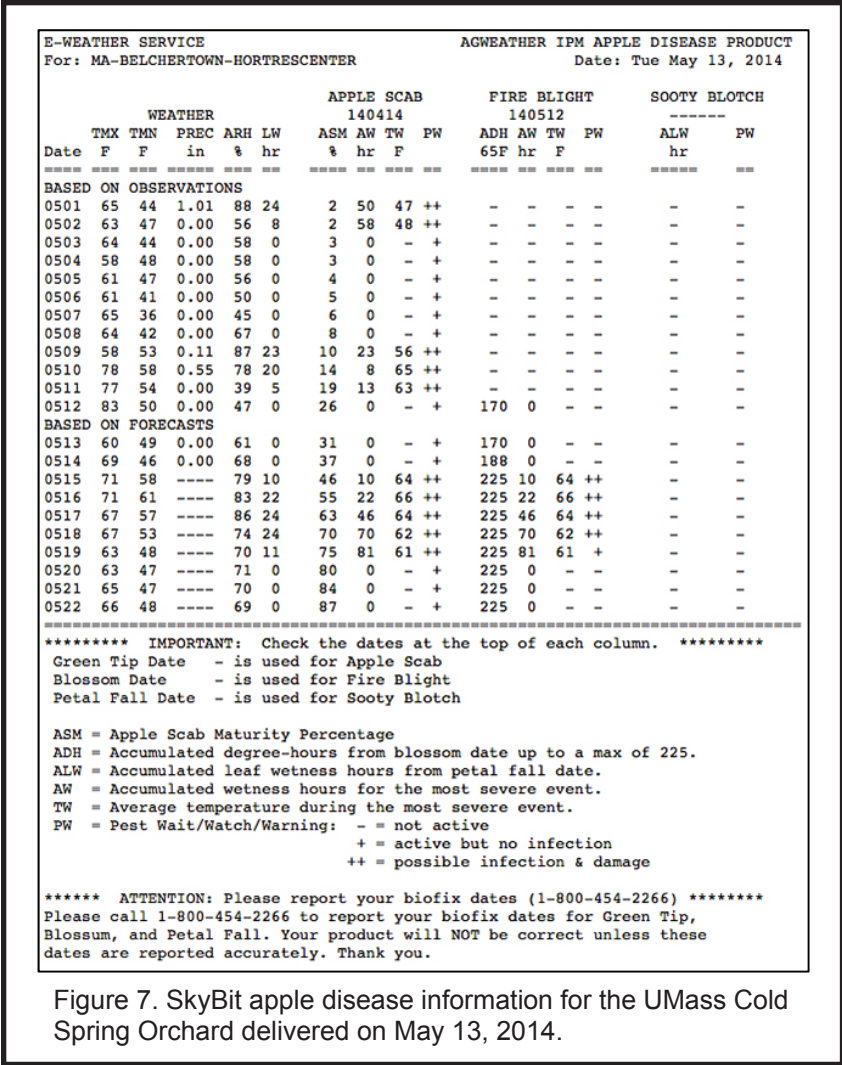 E-WEATHER SERVICE                                  AGWEATHER IPM APPLE DISEASE PRODUCT
For: MA-BELCHERTOWN-HORTRESCENTER                               Date: Tue May 13, 2014
                                   APPLE SCAB        FIRE BLIGHT       SOOTY BLOTCH
              WEATHER                140414             140512            ------
     TMX  TMN   PREC ARH LW       ASM AW TW  PW     ADH AW TW  PW       ALW      PW
Date  F    F     in   %  hr        %  hr  F         65F hr  F            hr
==== === === ===== === ==        ==== == === ==     ==== == === ==      =====    ==
BASED ON OBSERVATIONS
0501  65  44  1.01  88 24          2  50  47 ++       -  -  -  -          -       -
0502  63  47  0.00  56  8          2  58  48 ++       -  -  -  -          -       -
0503  64  44  0.00  58  0          3   0   -  +       -  -  -  -          -       -
0504  58  48  0.00  58  0          3   0   -  +       -  -  -  -          -       -
0505  61  47  0.00  56  0          4   0   -  +       -  -  -  -          -       -
0506  61  41  0.00  50  0          5   0   -  +       -  -  -  -          -       -
0507  65  36  0.00  45  0          6   0   -  +       -  -  -  -          -       -
0508  64  42  0.00  67  0          8   0   -  +       -  -  -  -          -       -
0509  58  53  0.11  87 23         10  23  56 ++       -  -  -  -          -       -
0510  78  58  0.55  78 20         14   8  65 ++       -  -  -  -          -       -
0511  77  54  0.00  39  5         19  13  63 ++       -  -  -  -          -       -
0512  83  50  0.00  47  0         26   0   -  +     170  0  -  -          -       -
BASED ON FORECASTS
0513  60  49  0.00  61  0         31   0   -  +     170  0  -  -          -       -
0514  69  46  0.00  68  0         37   0   -  +     188  0  -  -          -       -
0515  71  58  ----  79 10         46  10  64 ++     225 10  64 ++         -       -
0516  71  61  ----  83 22         55  22  66 ++     225 22  66 ++         -       -
0517  67  57  ----  86 24         63  46  64 ++     225 46  64 ++         -       -
0518  67  53  ----  74 24         70  70  62 ++     225 70  62 ++         -       -
0519  63  48  ----  70 11         75  81  61 ++     225 81  61  +         -       -
0520  63  47  ----  71  0         80   0   -  +     225  0  -  -          -       -
0521  65  47  ----  70  0         84   0   -  +     225  0  -  -          -       -
0522  66  48  ----  69  0         87   0   -  +     225  0  -  -          -       -
=====================================================================================
********* IMPORTANT: Check the dates at the top of each column. *********
Green Tip Date - is used for Apple Scab
Blossom Date - is used for Fire Blight
Petal Fall Date - is used for Sooty Blotch
ASM = Apple Scab Maturity Percentage
ADH = Accumulated degree-hours from blossom date up to a max of 225.
ALW = Accumulated leaf wetness hours from petal fall date.
AW = Accumulated wetness hours for the most severe event.
TW = Average temperature during the most severe event.
PW = Pest Wait/Watch/Warning: - = not active
+ = active but no infection
++ = possible infection & damage
****** ATTENTION: Please report your biofix dates (1-800-454-2266) ********
Please call 1-800-454-2266 to report your biofix dates for Green Tip,
Blossum, and Petal Fall. Your product will NOT be correct unless these
dates are reported accurately. Thank you.
Figure 7. SkyBit apple disease information for the UMass Cold
Spring Orchard delivered on May 13, 2014.